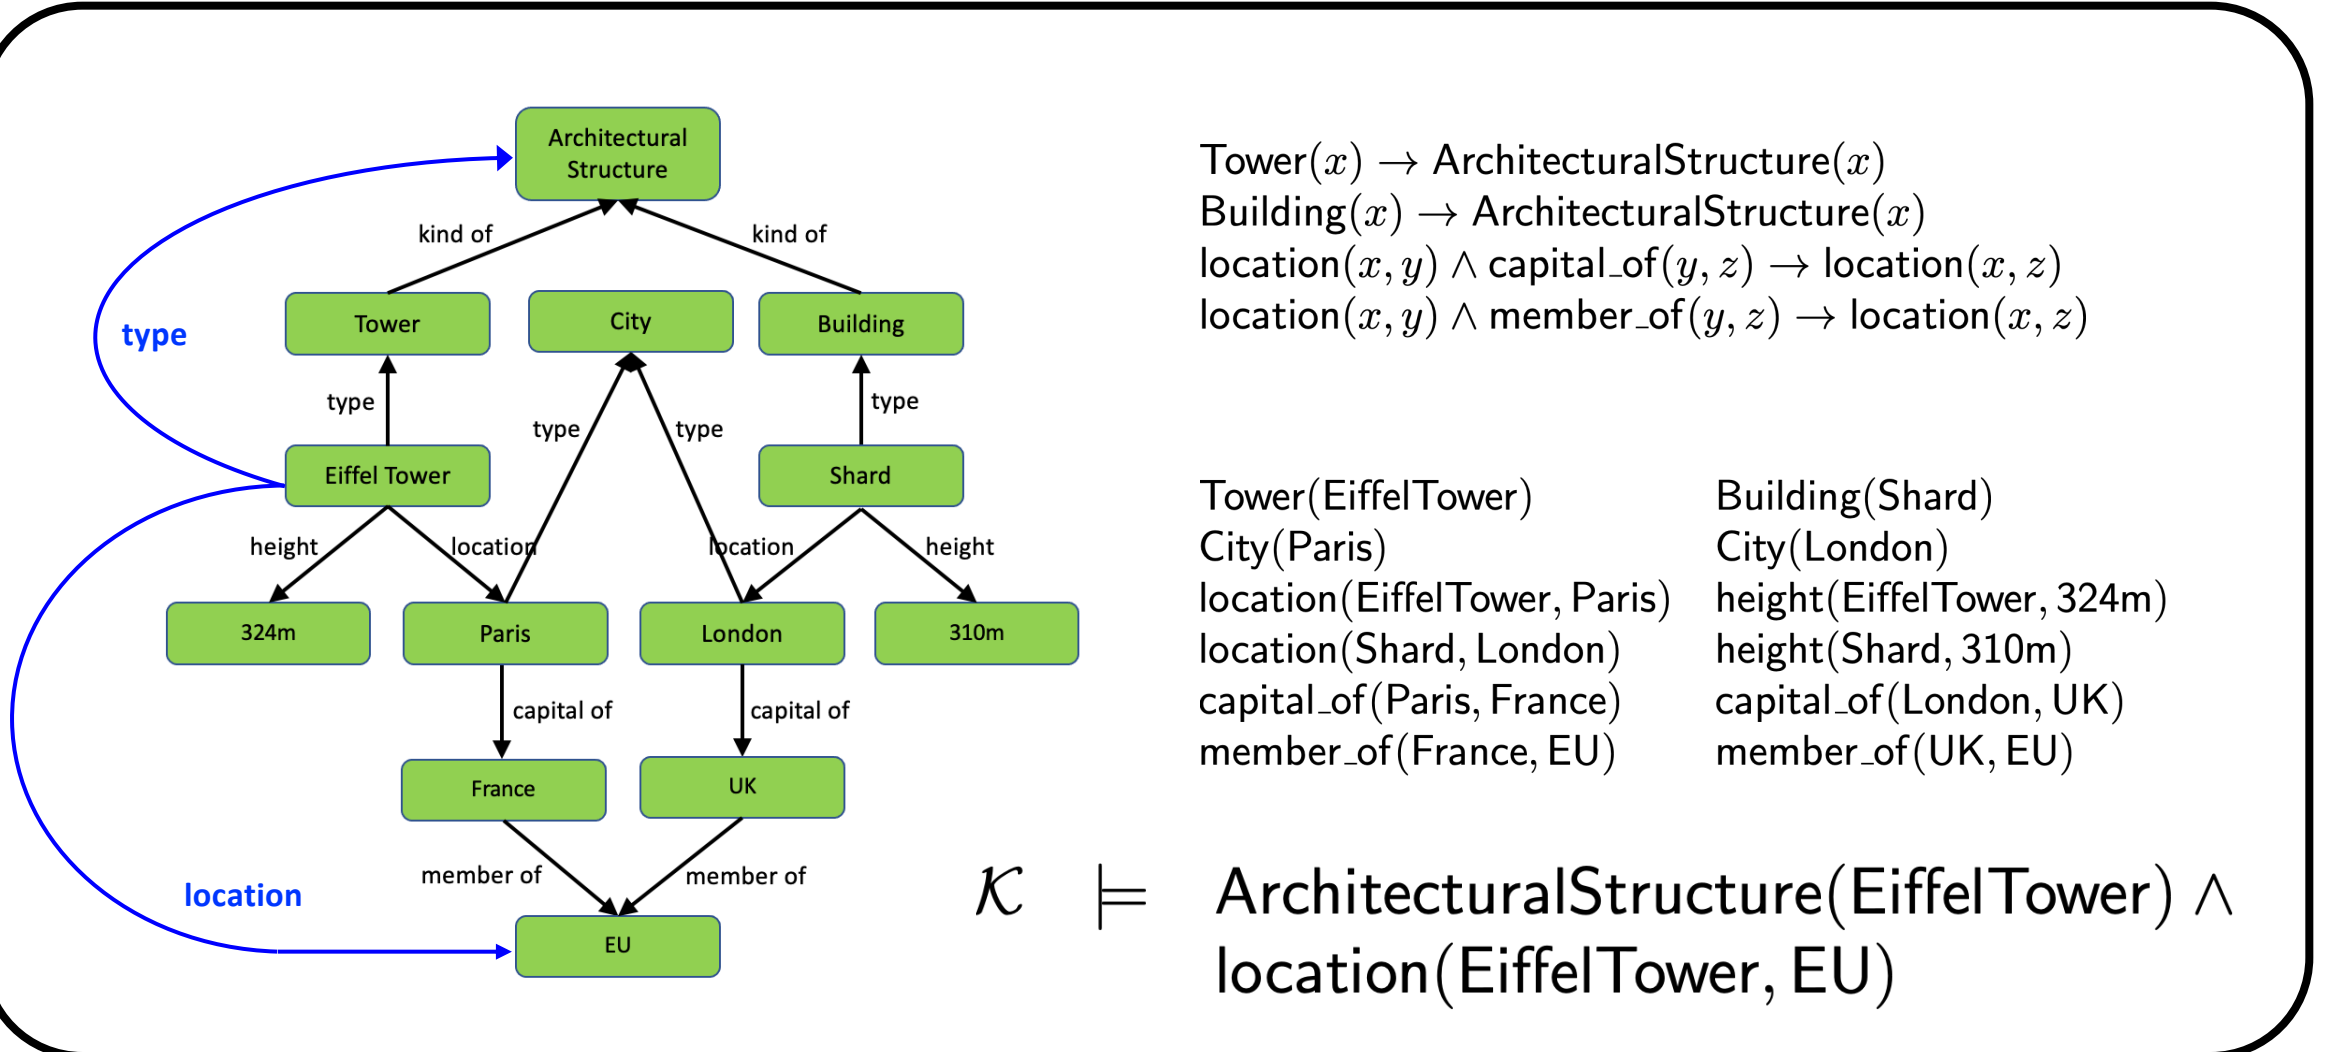 Architectural
Structure
kind of
kind of
Tower
City
Building
type
type
type
type
type
Eiffel Tower
Shard
height
location
location
height
324m
Paris
London
310m
capital of
capital of
France
UK
member of
member of
location
EU
Tower(x) → ArchitecturalStructure(x)
Building(x) → ArchitecturalStructure(x)
location(x, y) ∧ capital_of(y, z) → location(x, z)
location(x, y) ∧ member_of(y, z) → location(x, z)
Tower(EiffelTower) Building(Shard)
City(Paris) City(London)
location(EiffelTower, Paris) height(EiffelTower, 324m)
location(Shard, London) height(Shard, 310m)
capital_of(Paris, France) capital_of(London, UK)
member_of(France, EU) member_of(UK, EU)
𝒦 ⊨ ArchitecturalStructure(EiffelTower) ∧
location(EiffelTower, EU)